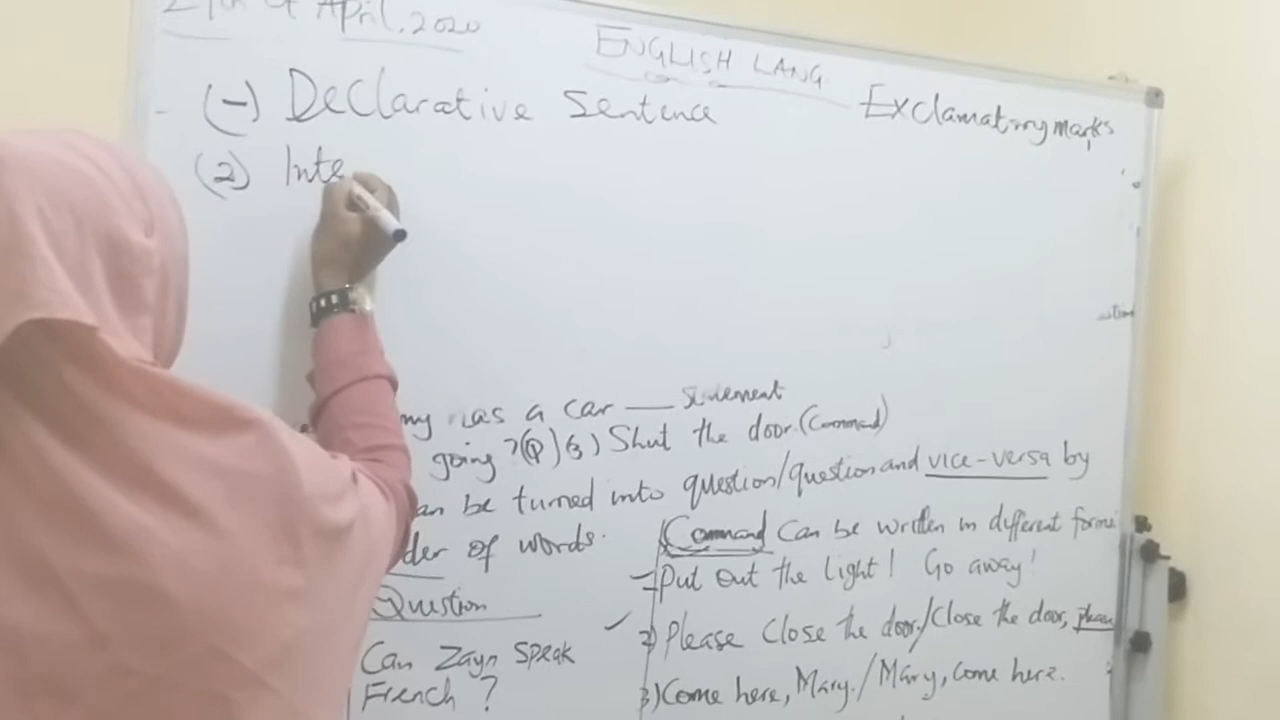 of April, 2020
ENGLISH LANG.
(1) Declarative Sentence
Exclamatory marks
(2) Inte
my has a car — Statement
going ?(Q) (3) Shut the door. (Command)
an be turned into question/question and vice-versa by
der of words.
Command Can be written in different forms
1) Put out the light! Go away!
Question
2) Please Close the door./Close the door, please
Can Zayn Speak
French ?
3) Come here, Mary. / Mary, Come here.